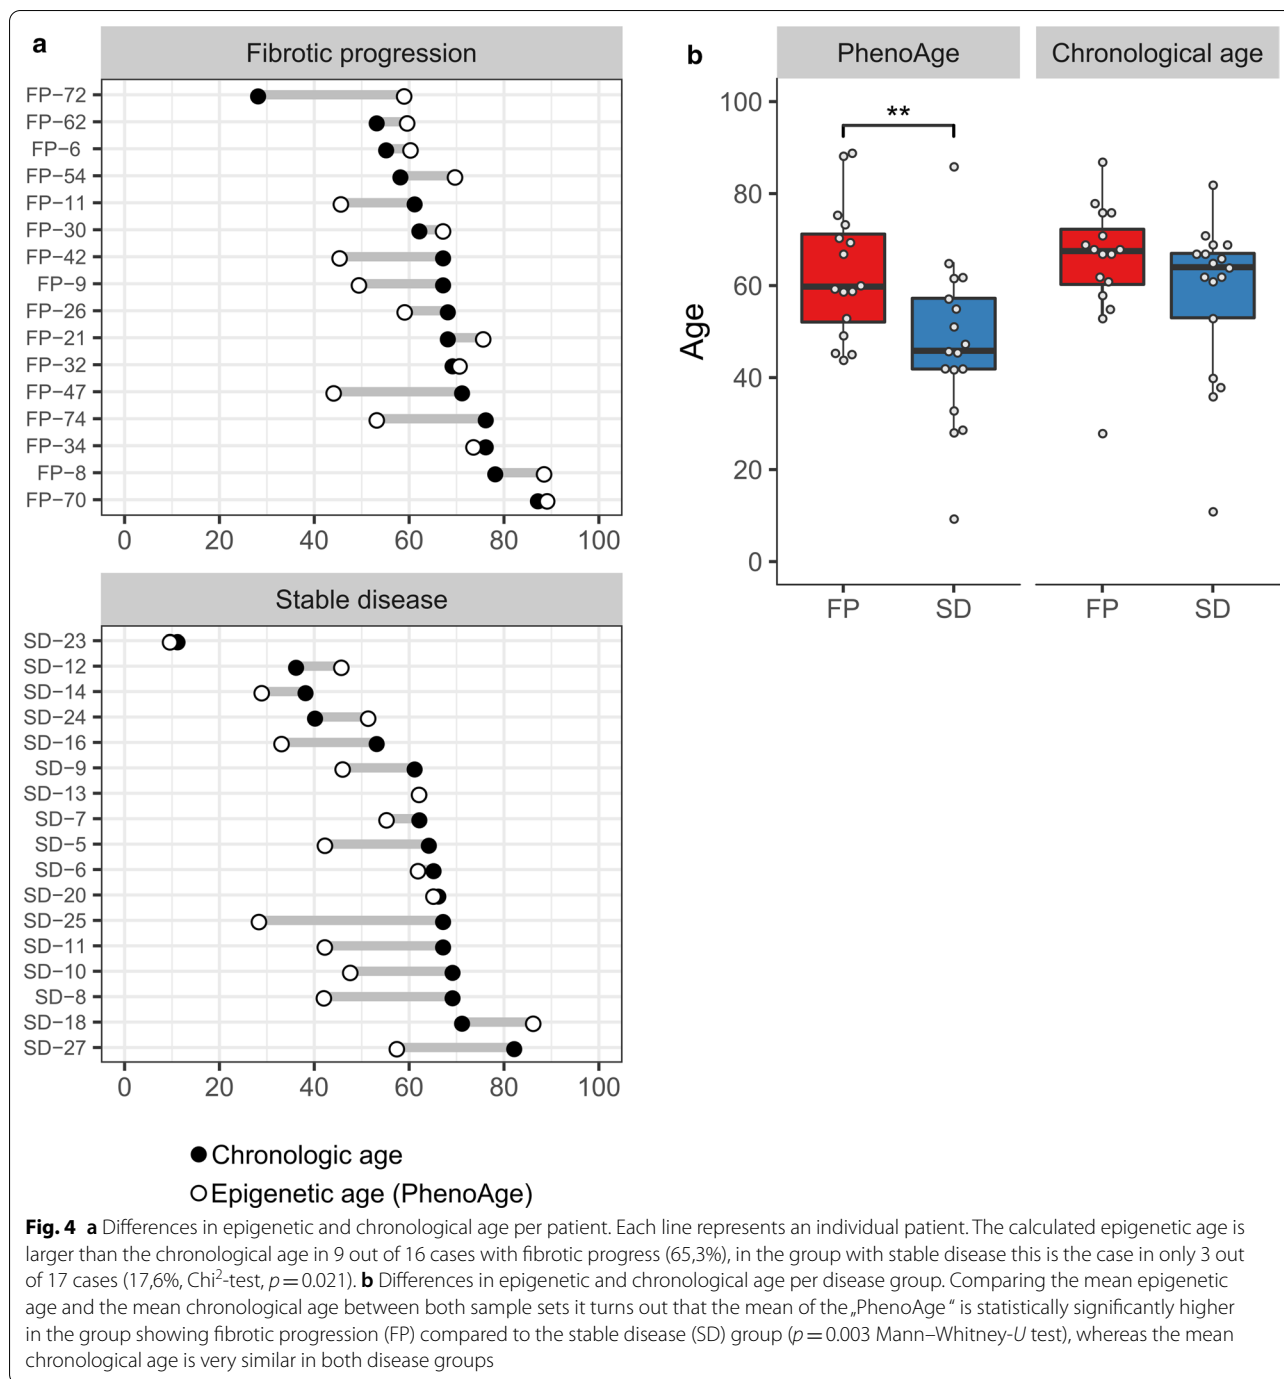 a
Fibrotic progression
FP−72
FP−62
FP−6
FP−54
FP−11
FP−30
FP−42
FP−9
FP−26
FP−21
FP−32
FP−47
FP−74
FP−34
FP−8
FP−70
0 20 40 60 80 100
Stable disease
SD−23
SD−12
SD−14
SD−24
SD−16
SD−9
SD−13
SD−7
SD−5
SD−6
SD−20
SD−25
SD−11
SD−10
SD−8
SD−18
SD−27
0 20 40 60 80 100
Chronologic age
Epigenetic age (PhenoAge)
b
PhenoAge
Chronological age
Age
100
80
60
40
20
0
**
FP SD FP SD
Fig. 4 a Differences in epigenetic and chronological age per patient. Each line represents an individual patient. The calculated epigenetic age is
larger than the chronological age in 9 out of 16 cases with fibrotic progress (65,3%), in the group with stable disease this is the case in only 3 out
of 17 cases (17,6%, Chi²-test, p = 0.021). b Differences in epigenetic and chronological age per disease group. Comparing the mean epigenetic
age and the mean chronological age between both sample sets it turns out that the mean of the „PhenoAge“ is statistically significantly higher
in the group showing fibrotic progression (FP) compared to the stable disease (SD) group (p = 0.003 Mann–Whitney-U test), whereas the mean
chronological age is very similar in both disease groups